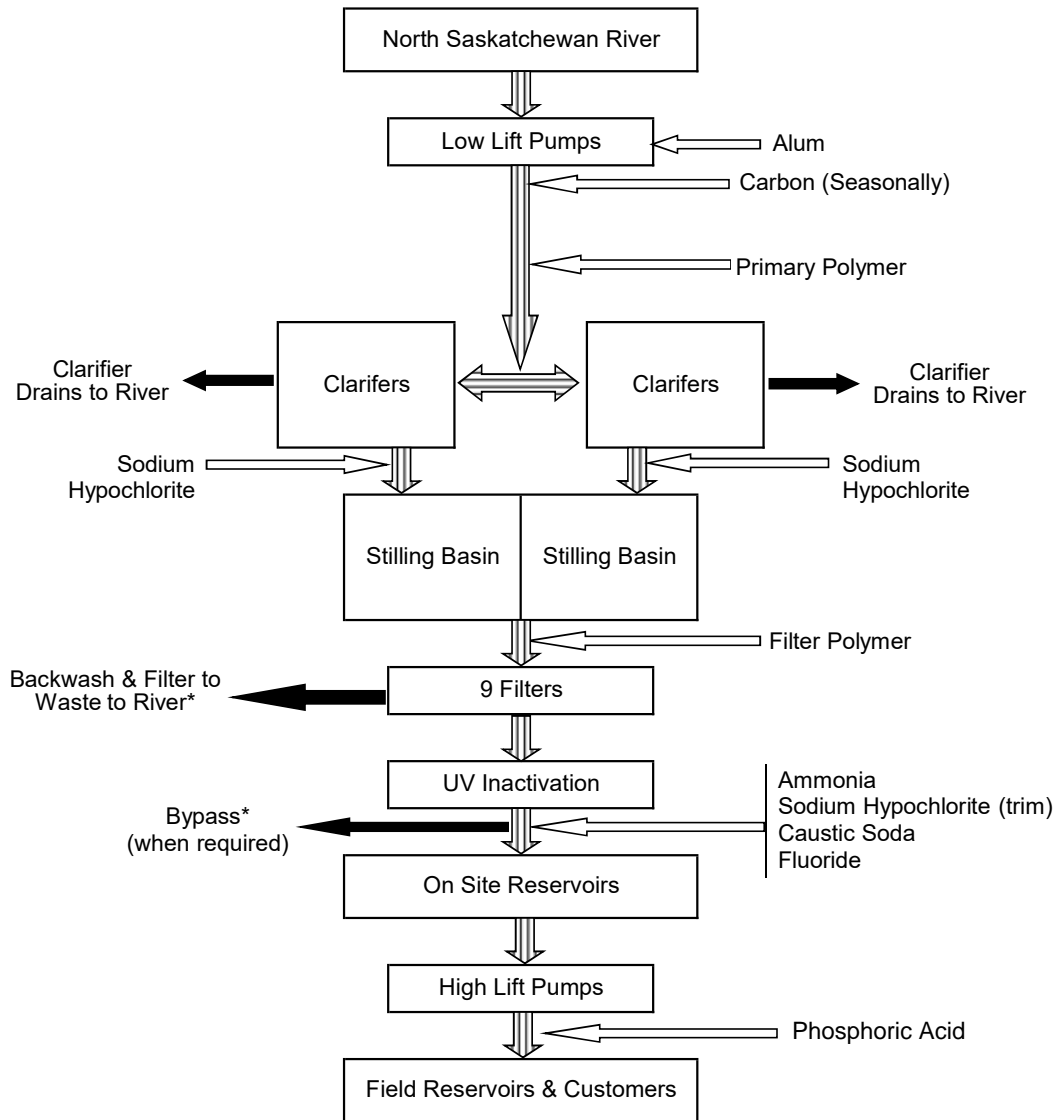 North Saskatchewan River
Low Lift Pumps
Alum
Carbon (Seasonally)
Primary Polymer
Clarifier
Drains to River
Clarifers
Clarifers
Clarifier
Drains to River
Sodium
Hypochlorite
Sodium
Hypochlorite
Stilling Basin
Stilling Basin
Filter Polymer
Backwash & Filter to
Waste to River*
9 Filters
UV Inactivation
Ammonia
Sodium Hypochlorite (trim)
Caustic Soda
Fluoride
Bypass*
(when required)
On Site Reservoirs
High Lift Pumps
Phosphoric Acid
Field Reservoirs & Customers